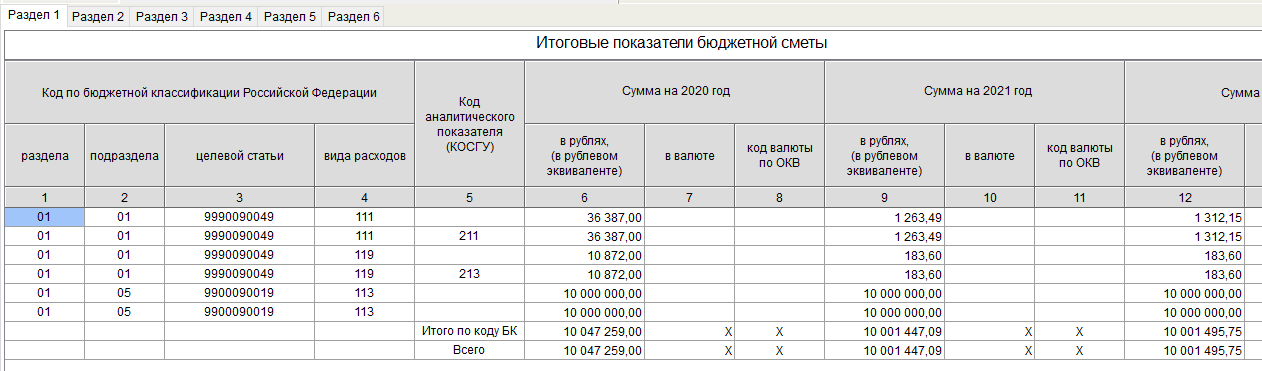 Раздел 1 Раздел 2 Раздел 3 Раздел 4 Раздел 5 Раздел 6
Итоговые показатели бюджетной сметы
Код по бюджетной классификации Российской Федерации
Код
аналитического
показателя
(КОСГУ)
Сумма на 2020 год
Сумма на 2021 год
Сумма
раздела
подраздела
целевой статьи
вида расходов
в рублях,
(в рублевом
эквиваленте)
в валюте
код валюты
по ОКВ
в рублях,
(в рублевом
эквиваленте)
в валюте
код валюты
по ОКВ
в рублях,
(в рублевом
эквиваленте)
1 2 3 4 5 6 7 8 9 10 11 12
01 01 9990090049 111 36 387,00 1 263,49 1 312,15
01 01 9990090049 111 211 36 387,00 1 263,49 1 312,15
01 01 9990090049 119 10 872,00 183,60 183,60
01 01 9990090049 119 213 10 872,00 183,60 183,60
01 05 9900090019 113 10 000 000,00 10 000 000,00 10 000 000,00
01 05 9900090019 113 10 000 000,00 10 000 000,00 10 000 000,00
Итого по коду БК 10 047 259,00 X X 10 001 447,09 X X 10 001 495,75
Всего 10 047 259,00 X X 10 001 447,09 X X 10 001 495,75